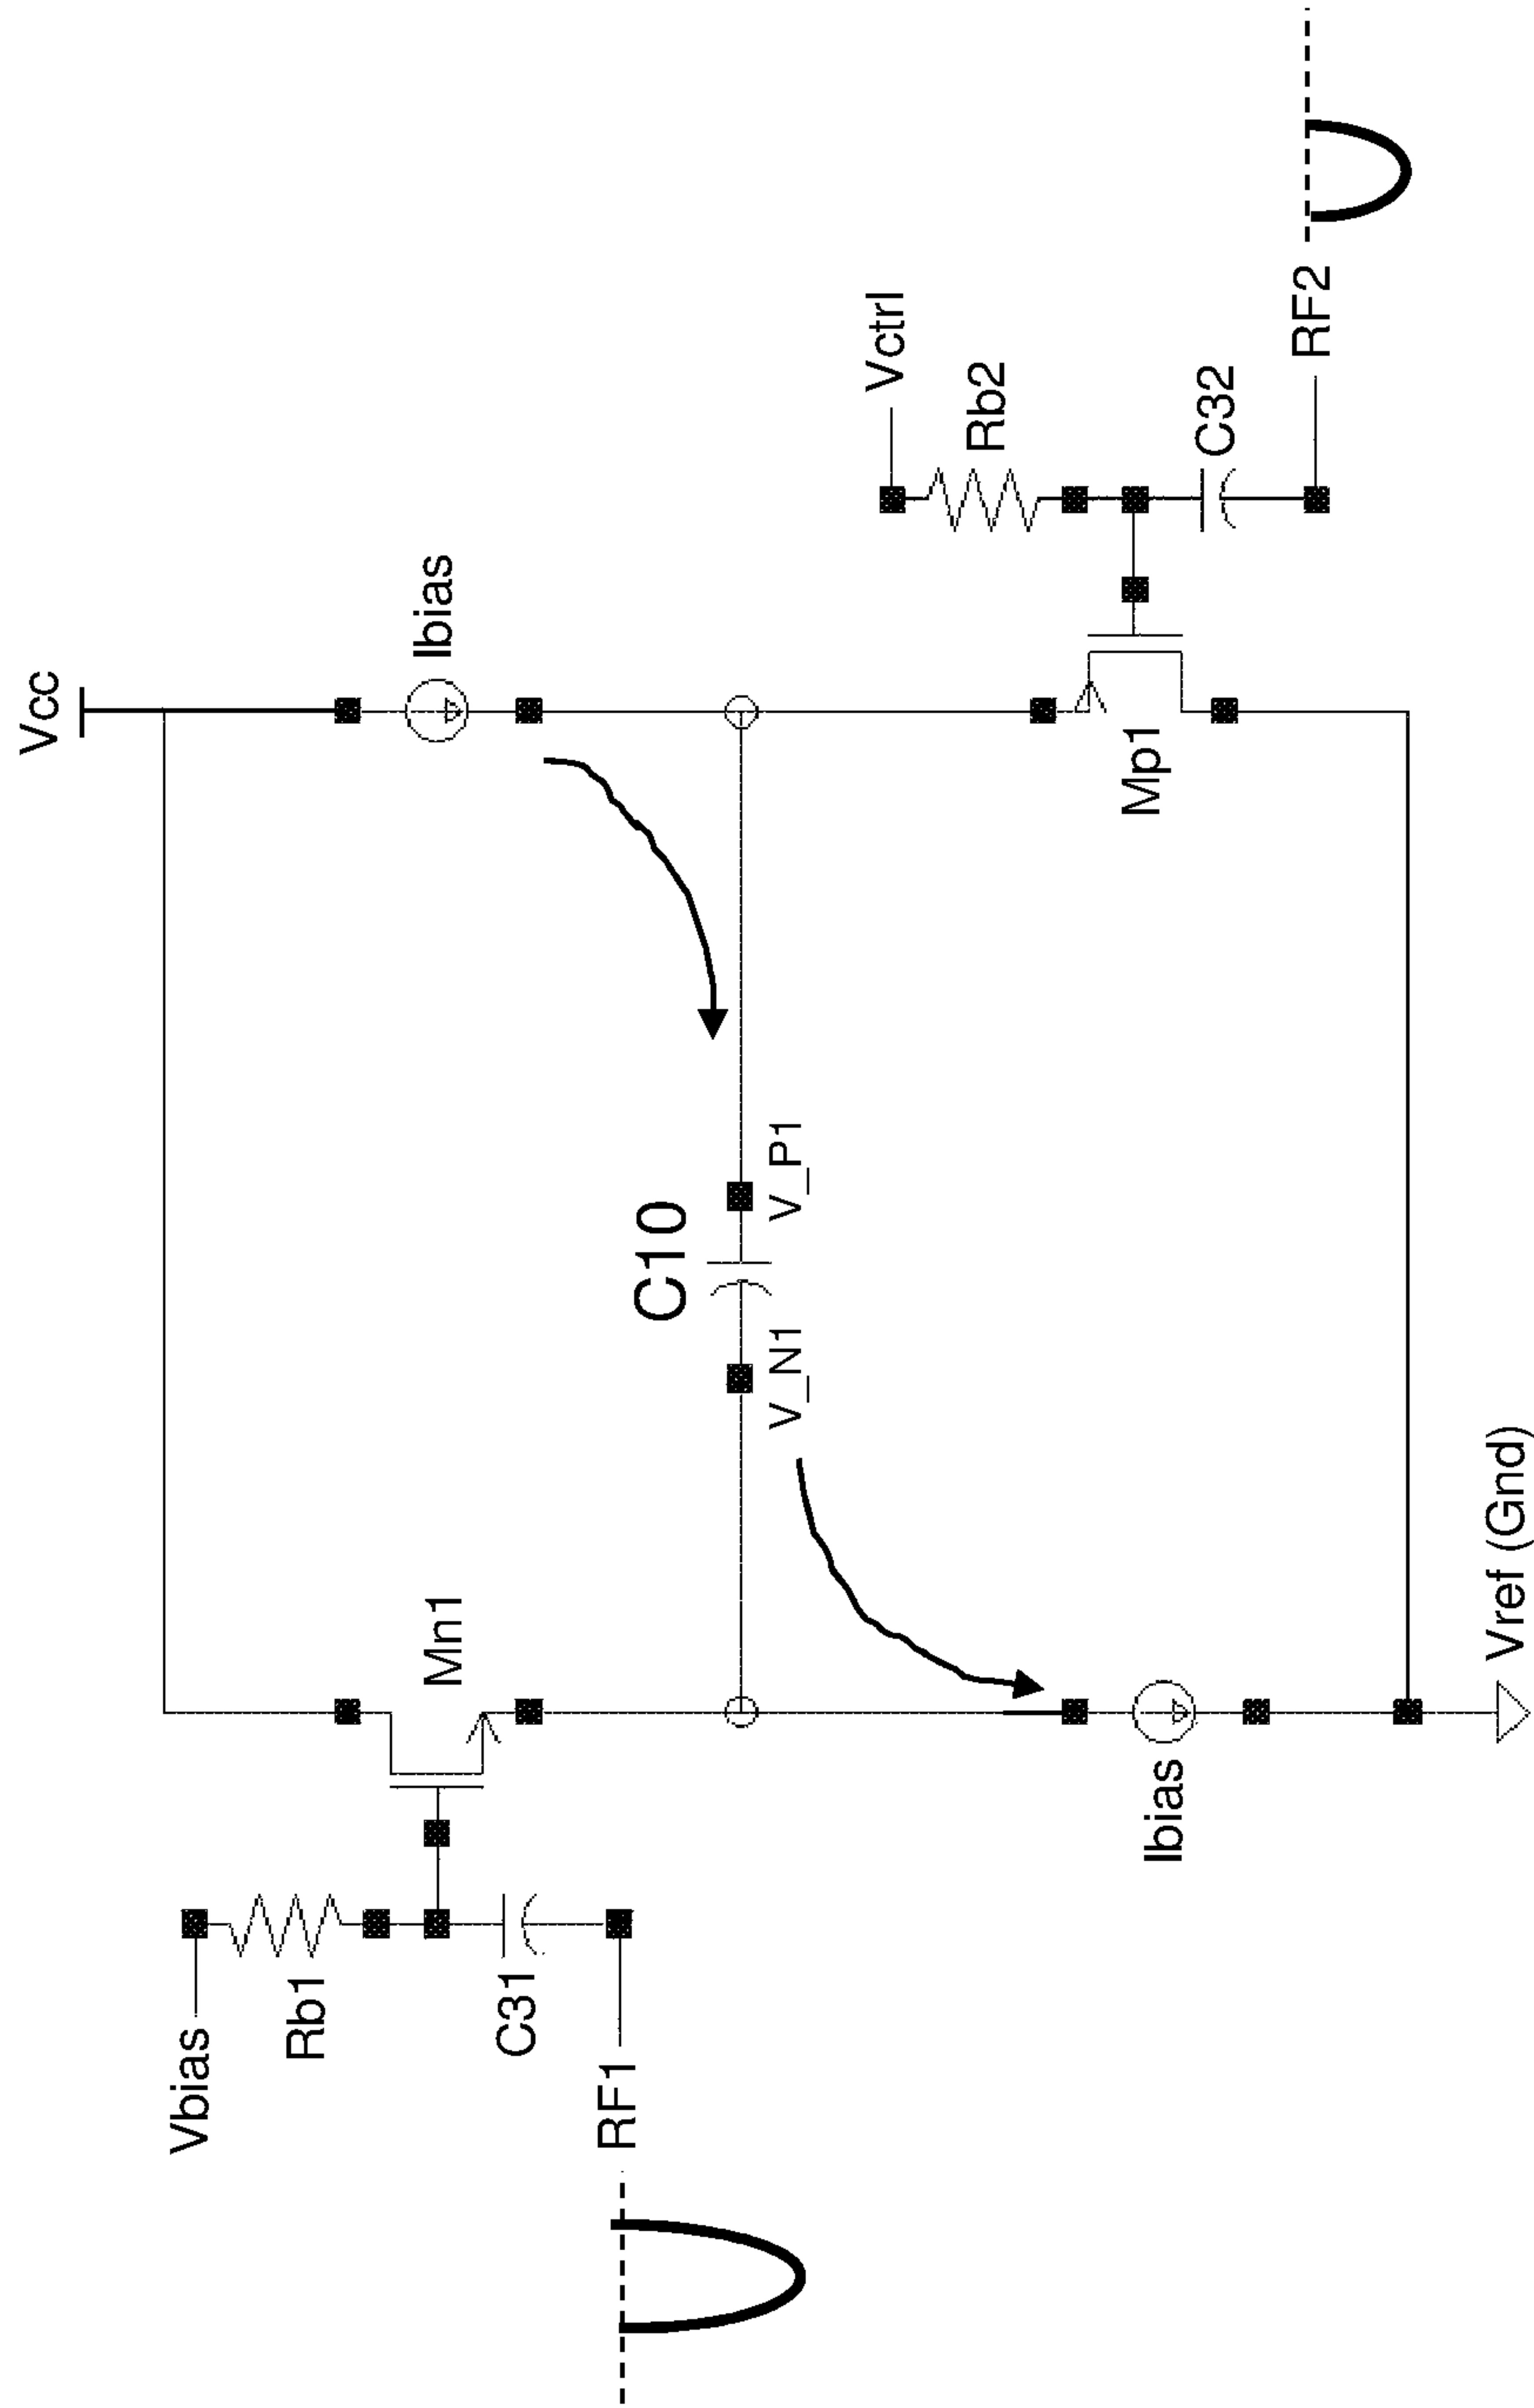 Vcc
Vbias
Rb1
C31
RF1
Mn1
Ibias
C10
V_N1
V_P1
Vctrl
Rb2
C32
RF2
Mp1
Ibias
Vref (Gnd)